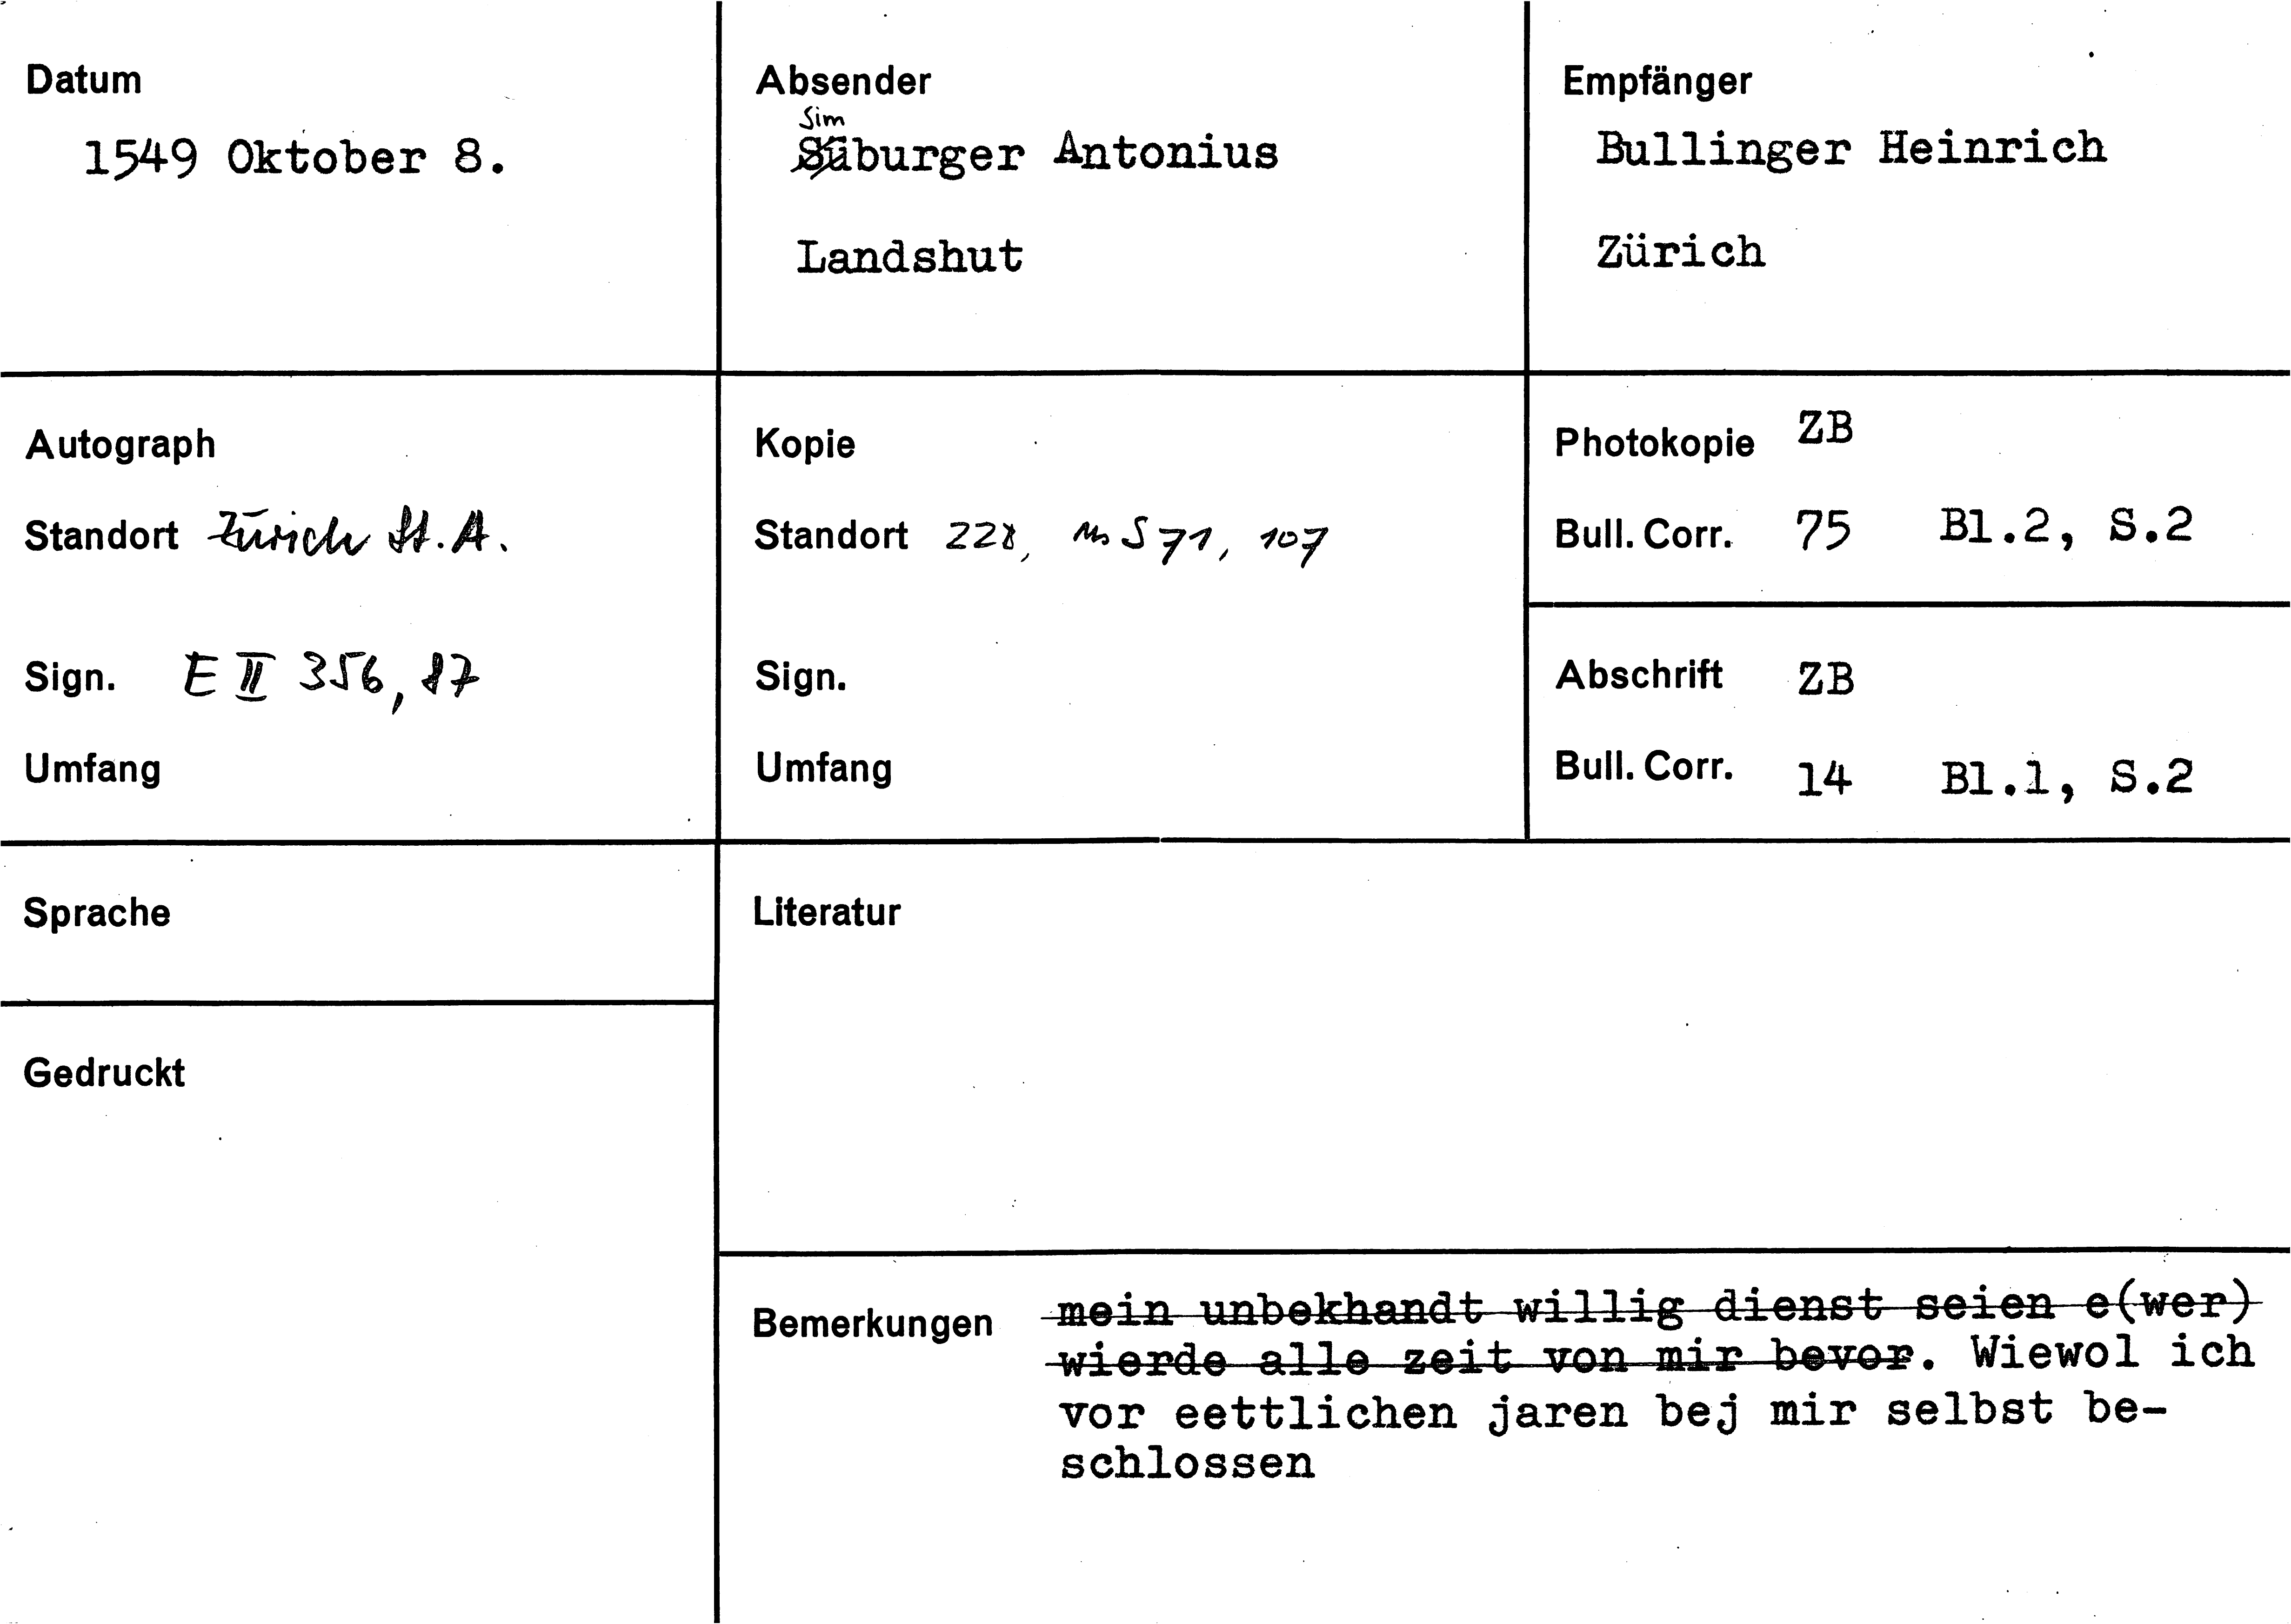 Datum
1549 Oktober 8.
Absender
Sim
Süburger Antonius
Landshut
Empfänger
Bullinger Heinrich
Zürich
Autograph
Standort Zürich St. A.
Sign. E II 356, 87
Umfang
Kopie
Standort 228, Ms S 71, 107
Sign.
Umfang
Photokopie ZB
Bull. Corr. 75 Bl.2, S.2
Abschrift ZB
Bull. Corr. 14 Bl.1, S.2
Sprache
Gedruckt
Literatur
Bemerkungen mein unbekhandt willig dienst seien e(wer)
wierde alle zeit von mir bevor. Wiewol ich
vor eettlichen jaren bej mir selbst be-
schlossen